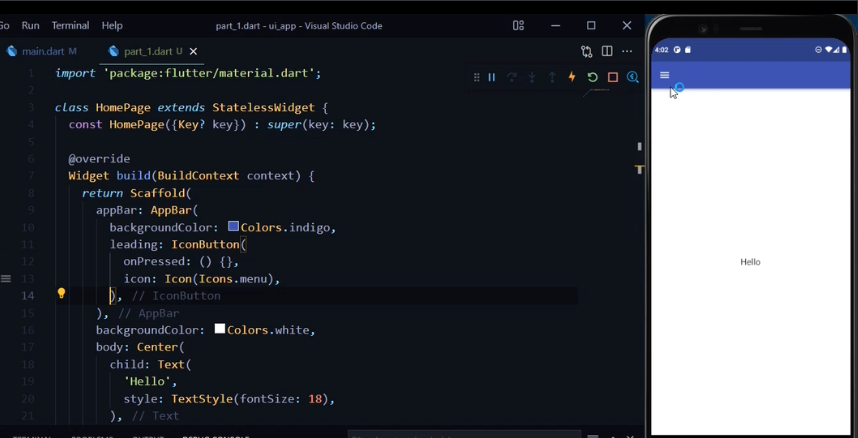 Go Run Terminal Help part_1.dart - ui_app - Visual Studio Code
main.dart M part_1.dart U
1 import 'package:flutter/material.dart';
2
3 class HomePage extends StatelessWidget {
4 const HomePage({Key? key}) : super(key: key);
5
6 @override
7 Widget build(BuildContext context) {
8 return Scaffold(
9 appBar: AppBar(
10 backgroundColor: Colors.indigo,
11 leading: IconButton(
12 onPressed: () {},
13 icon: Icon(Icons.menu),
14 ), // IconButton
15 ), // AppBar
16 backgroundColor: Colors.white,
17 body: Center(
18 child: Text(
19 'Hello',
20 style: TextStyle(fontSize: 18),
21 ), // Text
4:02
Hello